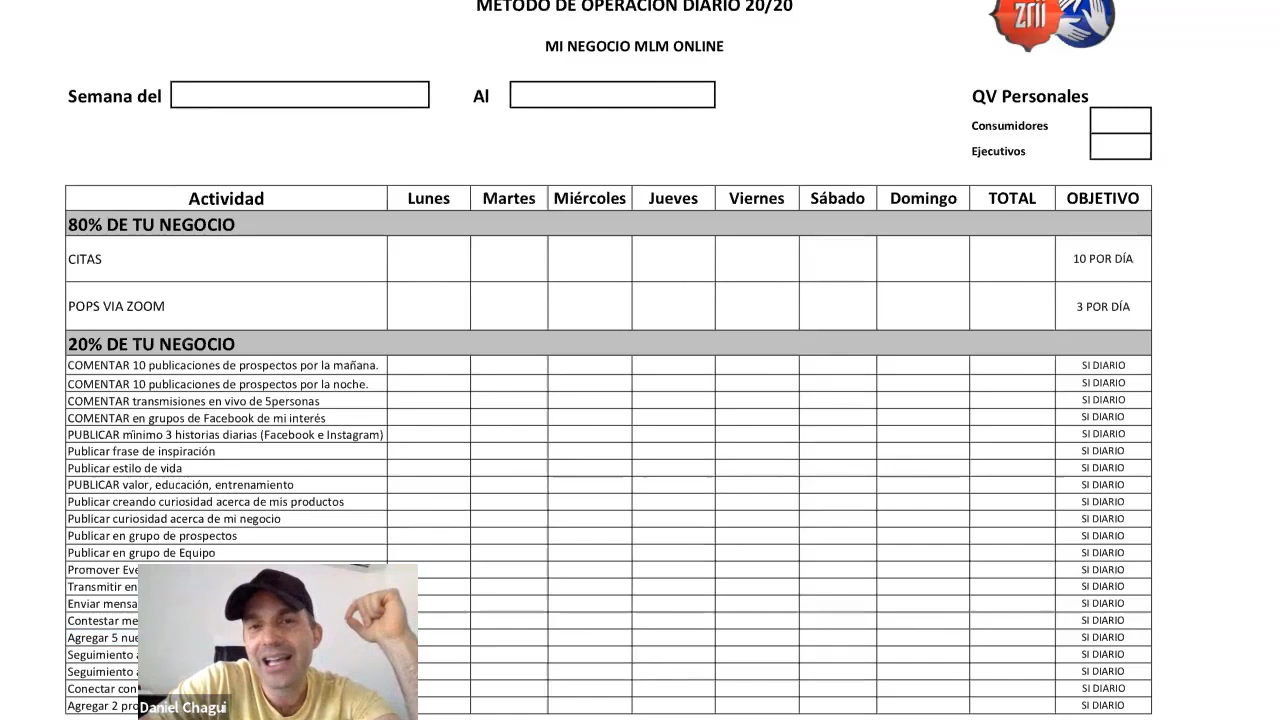 METODO DE OPERACIÓN DIARIO 20/20
zrii
MI NEGOCIO MLM ONLINE
Semana del Al QV Personales
Consumidores
Ejecutivos
Actividad Lunes Martes Miércoles Jueves Viernes Sábado Domingo TOTAL OBJETIVO
80% DE TU NEGOCIO
CITAS 10 POR DÍA
POPS VIA ZOOM 3 POR DÍA
20% DE TU NEGOCIO
COMENTAR 10 publicaciones de prospectos por la mañana. SI DIARIO
COMENTAR 10 publicaciones de prospectos por la noche. SI DIARIO
COMENTAR transmisiones en vivo de 5personas SI DIARIO
COMENTAR en grupos de Facebook de mi interés SI DIARIO
PUBLICAR mìnimo 3 historias diarias (Facebook e Instagram) SI DIARIO
Publicar frase de inspiración SI DIARIO
Publicar estilo de vida SI DIARIO
PUBLICAR valor, educación, entrenamiento SI DIARIO
Publicar creando curiosidad acerca de mis productos SI DIARIO
Publicar curiosidad acerca de mi negocio SI DIARIO
Publicar en grupo de prospectos SI DIARIO
Publicar en grupo de Equipo SI DIARIO
Promover Eve SI DIARIO
Transmitir en SI DIARIO
Enviar mensa SI DIARIO
Contestar me SI DIARIO
Agregar 5 nue SI DIARIO
Seguimiento a SI DIARIO
Seguimiento a SI DIARIO
Conectar con SI DIARIO
Agregar 2 pro SI DIARIO
Daniel Chagui